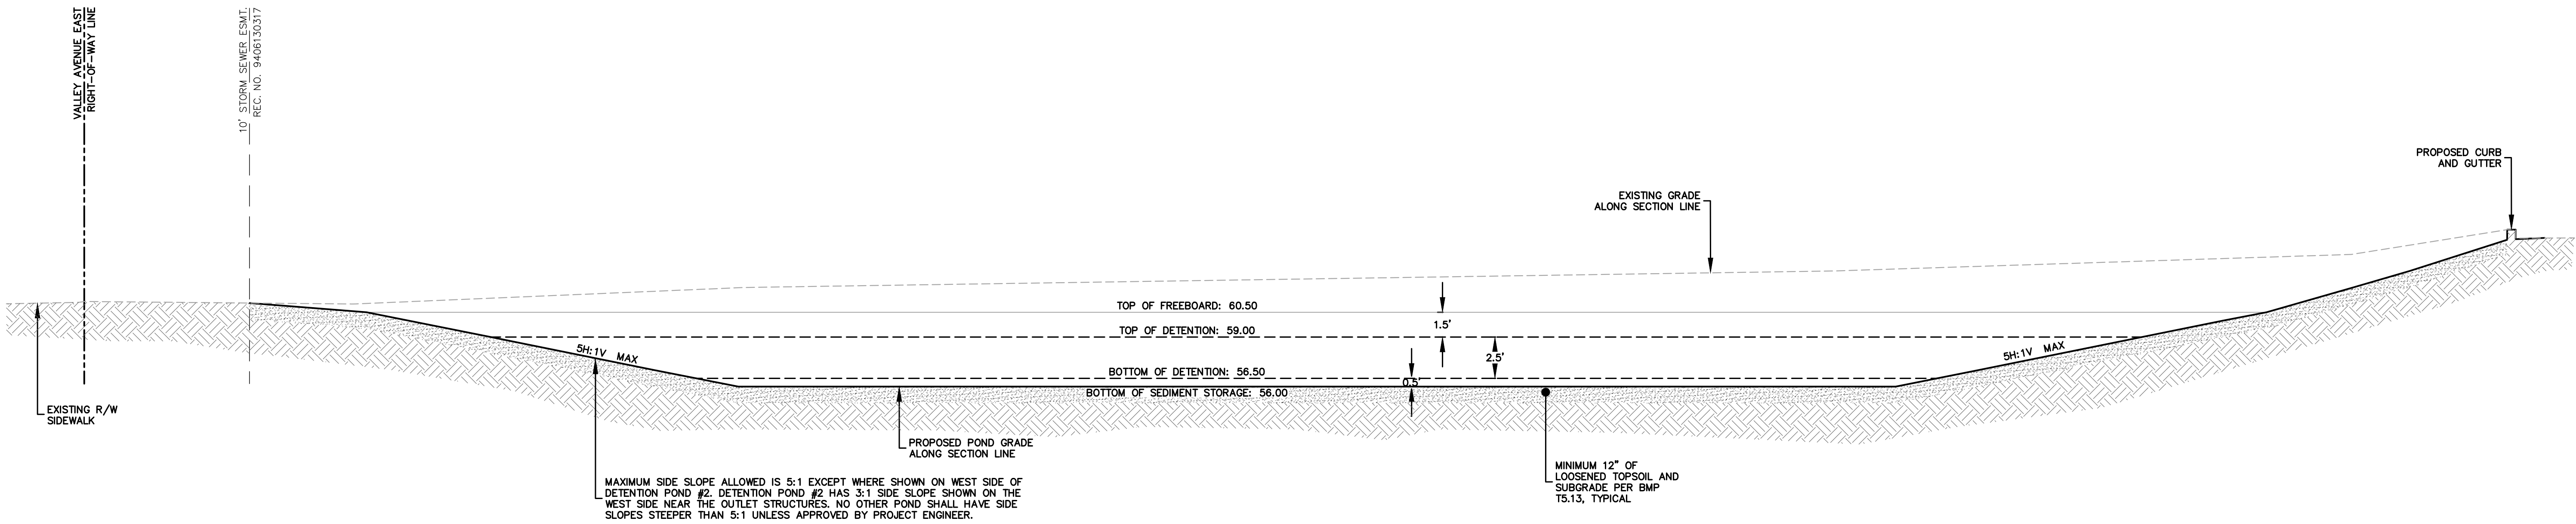 VALLEY AVENUE EAST
RIGHT-OF-WAY LINE
10' STORM SEWER ESMT.
REC. NO. 9406130317
PROPOSED CURB
AND GUTTER
EXISTING GRADE
ALONG SECTION LINE
TOP OF FREEBOARD: 60.50
1.5'
TOP OF DETENTION: 59.00
5H:1V MAX
2.5'
5H:1V MAX
BOTTOM OF DETENTION: 56.50
0.5'
BOTTOM OF SEDIMENT STORAGE: 56.00
EXISTING R/W
SIDEWALK
PROPOSED POND GRADE
ALONG SECTION LINE
MINIMUM 12" OF
LOOSENED TOPSOIL AND
SUBGRADE PER BMP
T5.13, TYPICAL
MAXIMUM SIDE SLOPE ALLOWED IS 5:1 EXCEPT WHERE SHOWN ON WEST SIDE OF
DETENTION POND #2. DETENTION POND #2 HAS 3:1 SIDE SLOPE SHOWN ON THE
WEST SIDE NEAR THE OUTLET STRUCTURES. NO OTHER POND SHALL HAVE SIDE
SLOPES STEEPER THAN 5:1 UNLESS APPROVED BY PROJECT ENGINEER.